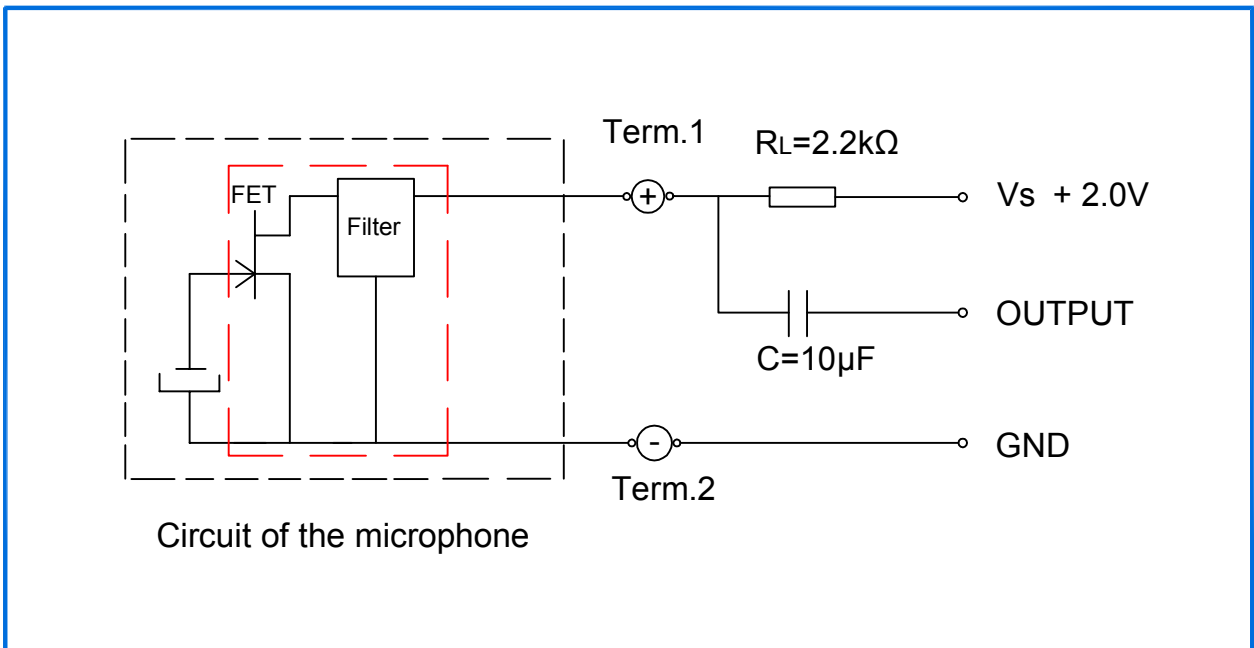 Term.1
RL=2.2kΩ
FET
Filter
+
Vs + 2.0V
OUTPUT
C=10µF
-
GND
Term.2
Circuit of the microphone